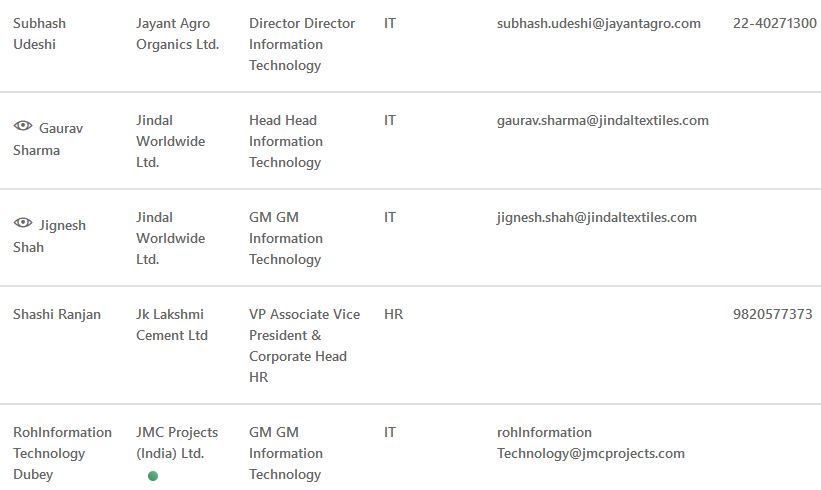 Subhash Udeshi Jayant Agro Organics Ltd. Director Director Information Technology IT subhash.udeshi@jayantagro.com 22-40271300
Gaurav Sharma Jindal Worldwide Ltd. Head Head Information Technology IT gaurav.sharma@jindaltextiles.com
Jignesh Shah Jindal Worldwide Ltd. GM GM Information Technology IT jignesh.shah@jindaltextiles.com
Shashi Ranjan Jk Lakshmi Cement Ltd VP Associate Vice President & Corporate Head HR HR 9820577373
RohInformation Technology Dubey JMC Projects (India) Ltd. GM GM Information Technology IT rohInformation Technology@jmcprojects.com